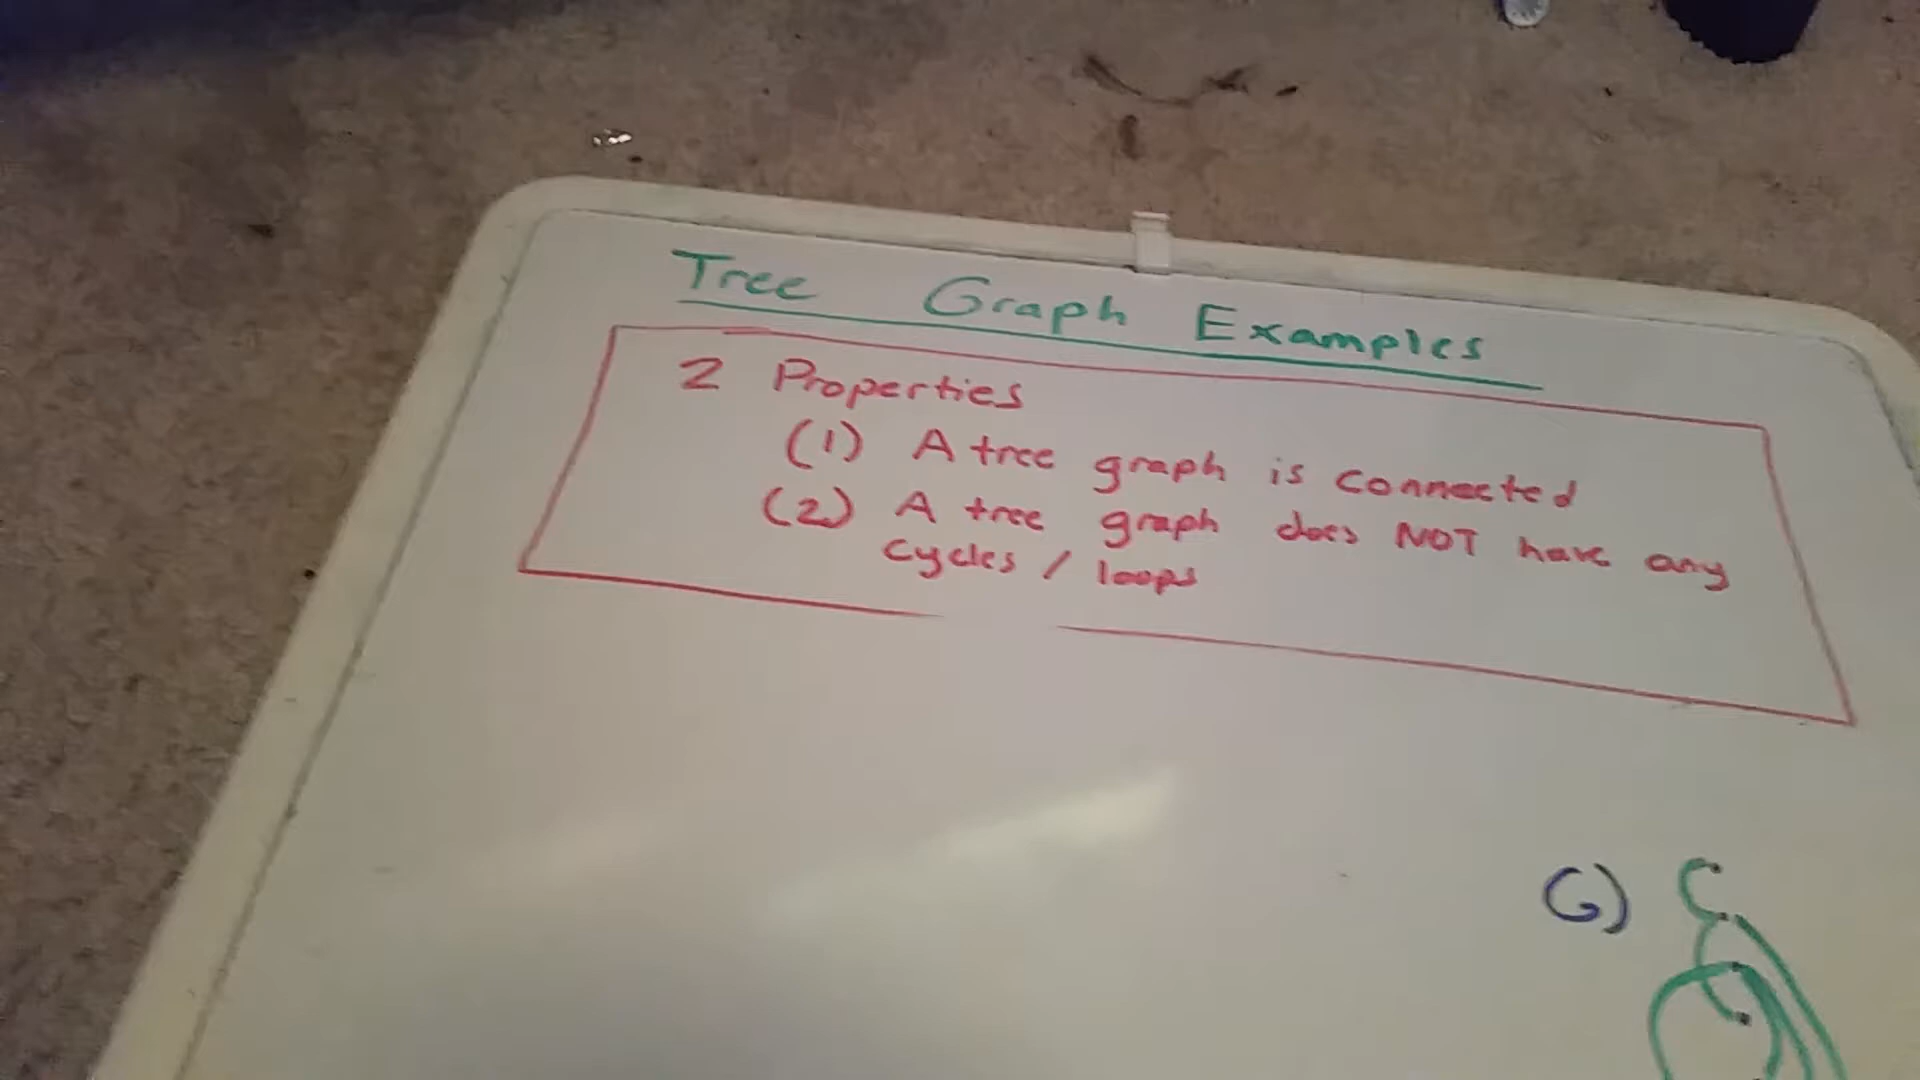 Tree Graph Examples
2 Properties
(1) A tree graph is connected
(2) A tree graph does NOT have any
cycles / loops
G)